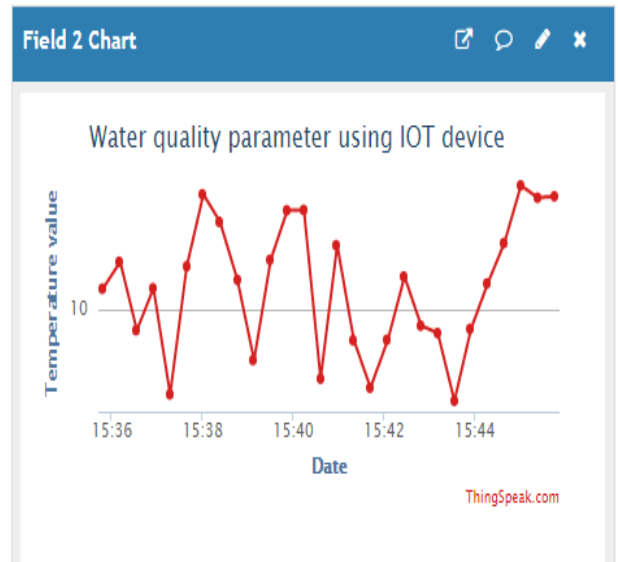 Field 2 Chart
Water quality parameter using IOT device
Temperature value
10
15:36 15:38 15:40 15:42 15:44
Date
ThingSpeak.com